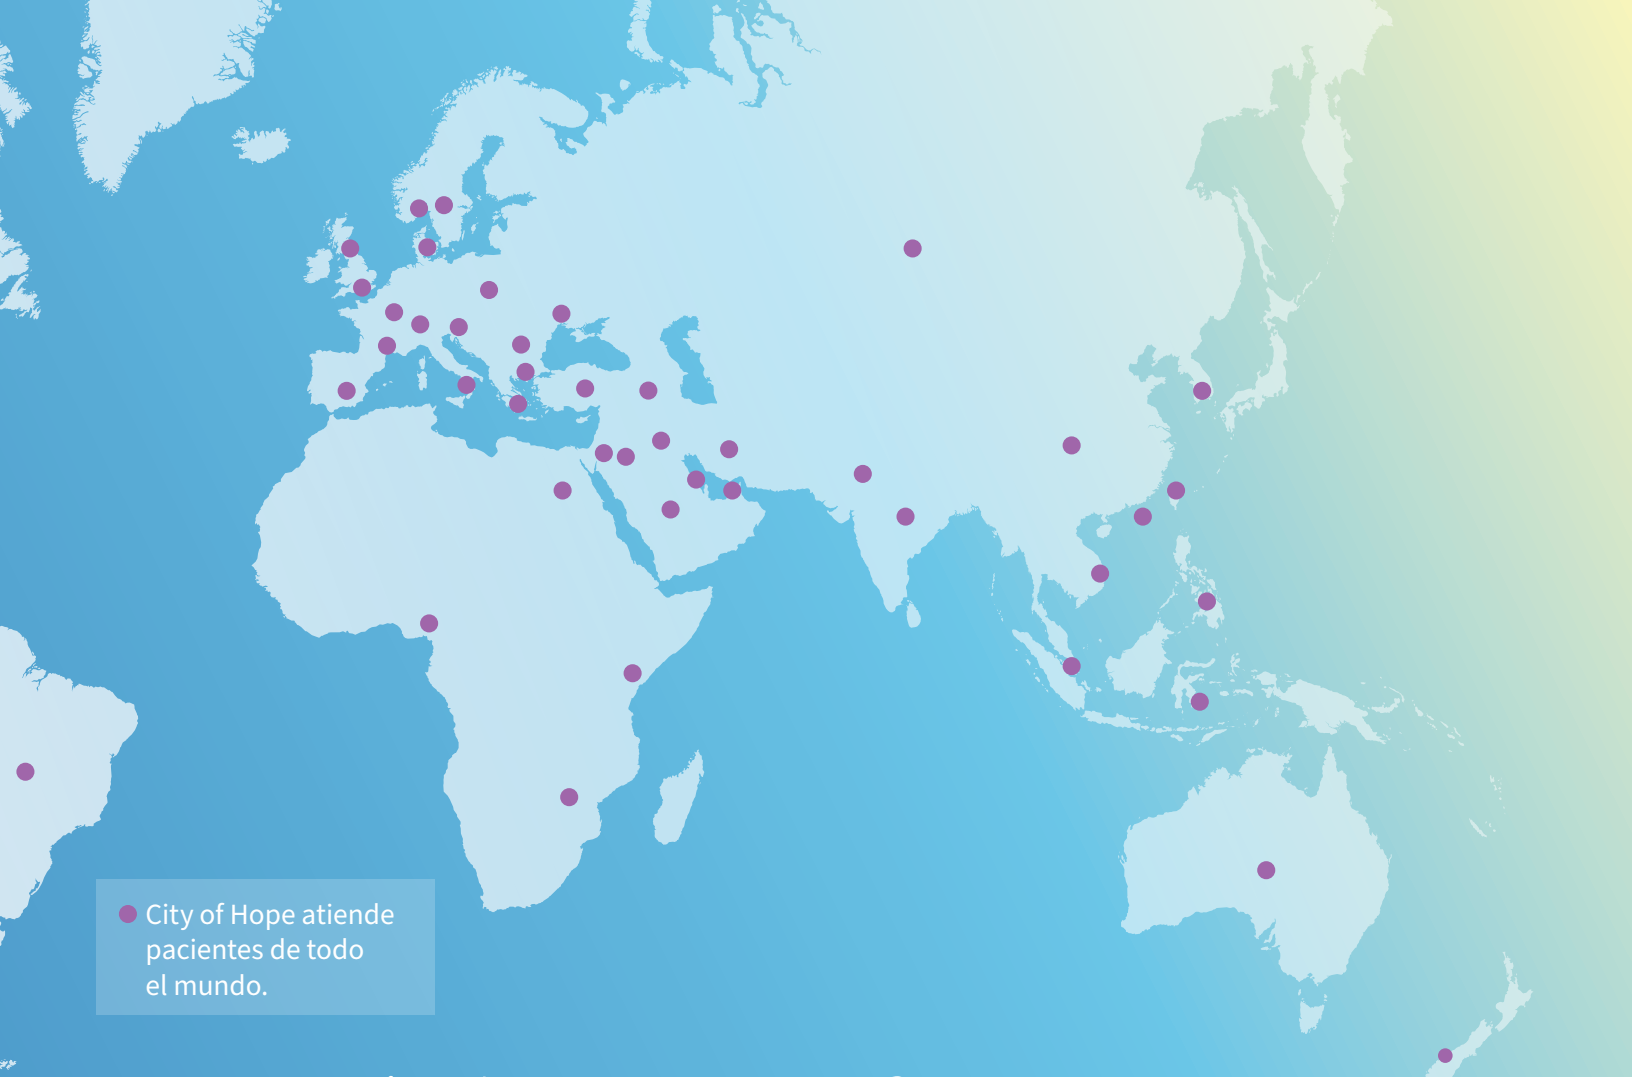 City of Hope atiende
pacientes de todo
el mundo.